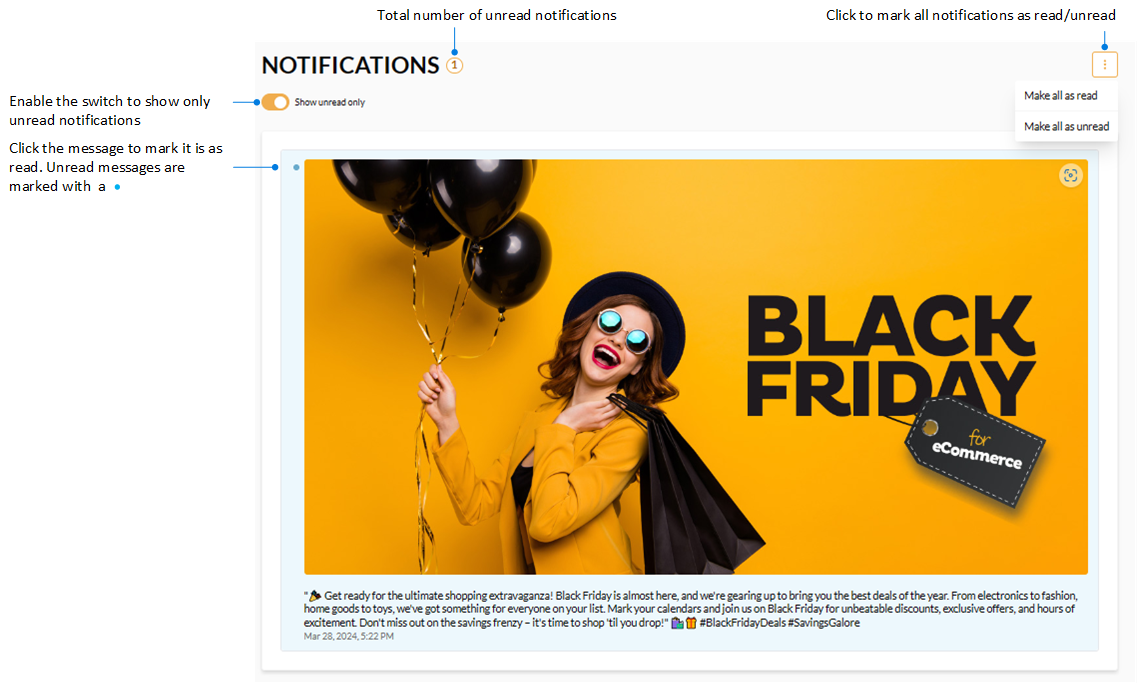 Total number of unread notifications
Click to mark all notifications as read/unread
NOTIFICATIONS 1
Enable the switch to show only
unread notifications
Show unread only
Make all as read
Make all as unread
Click the message to mark it is as
read. Unread messages are
marked with a
BLACK
FRIDAY
for
eCommerce
"🎉 Get ready for the ultimate shopping extravaganza! Black Friday is almost here, and we're gearing up to bring you the best deals of the year. From electronics to fashion,
home goods to toys, we've got something for everyone on your list. Mark your calendars and join us on Black Friday for unbeatable discounts, exclusive offers, and hours of
excitement. Don't miss out on the savings frenzy – it's time to shop 'til you drop!" 🛍️🎁 #BlackFridayDeals #SavingsGalore
Mar 28, 2024, 5:22 PM